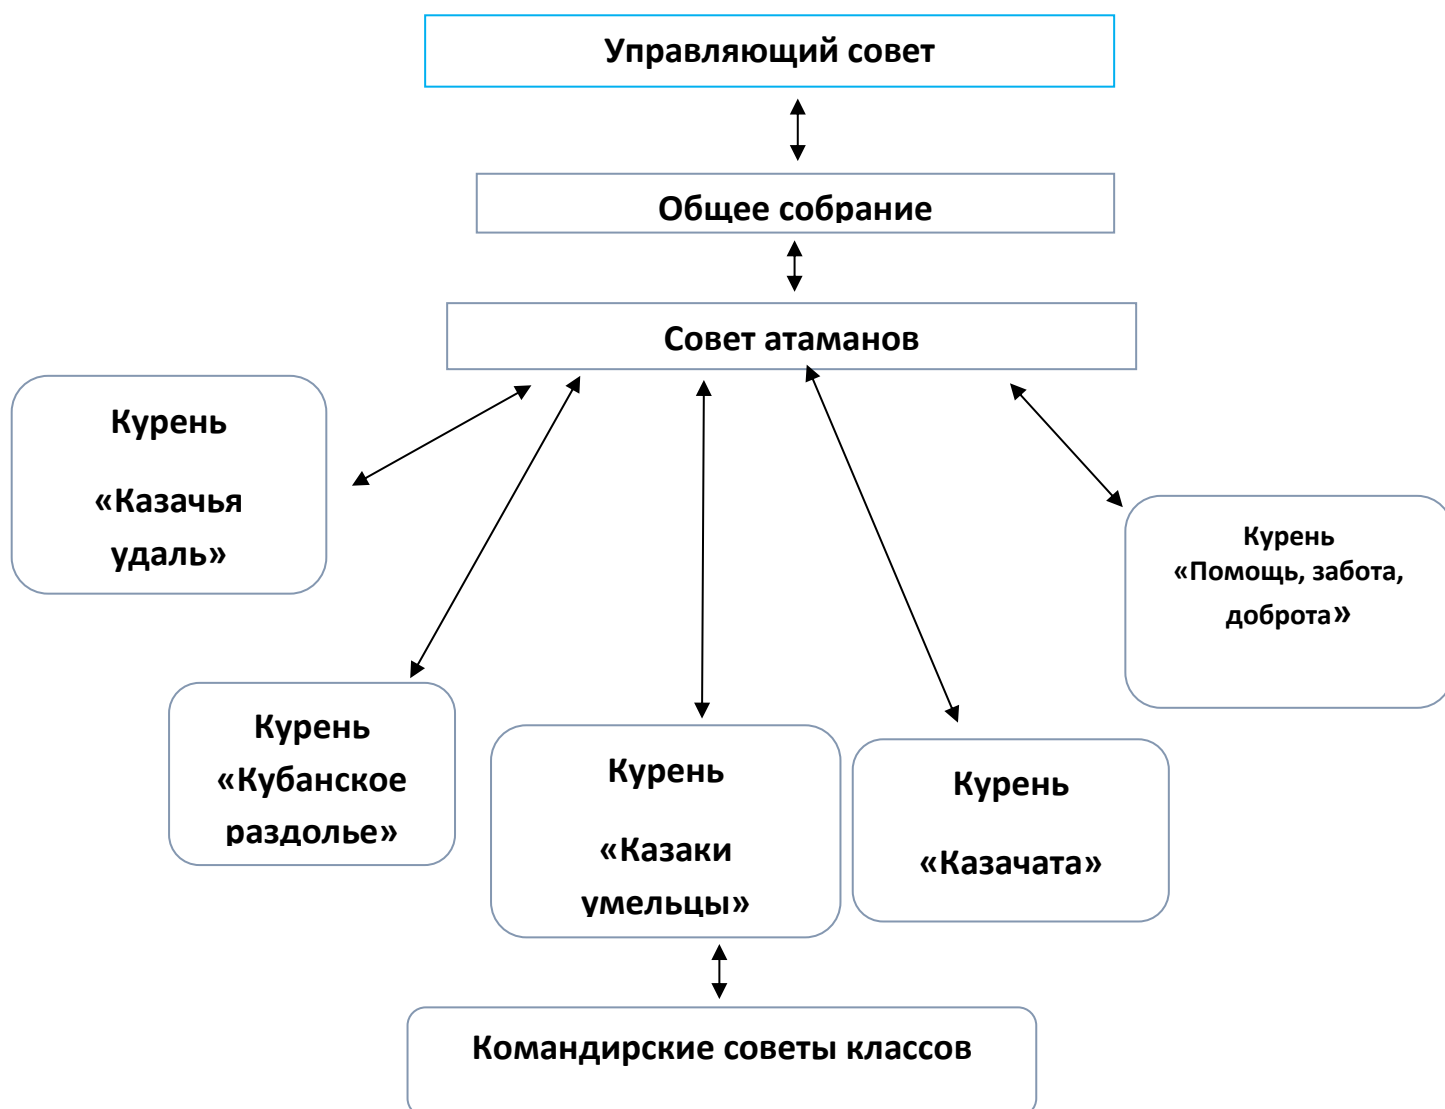 Управляющий совет
Общее собрание
Совет атаманов
Курень
«Казачья
удаль»
Курень
«Помощь, забота,
доброта»
Курень
«Кубанское
раздолье»
Курень
«Казаки
умельцы»
Курень
«Казачата»
Командирские советы классов